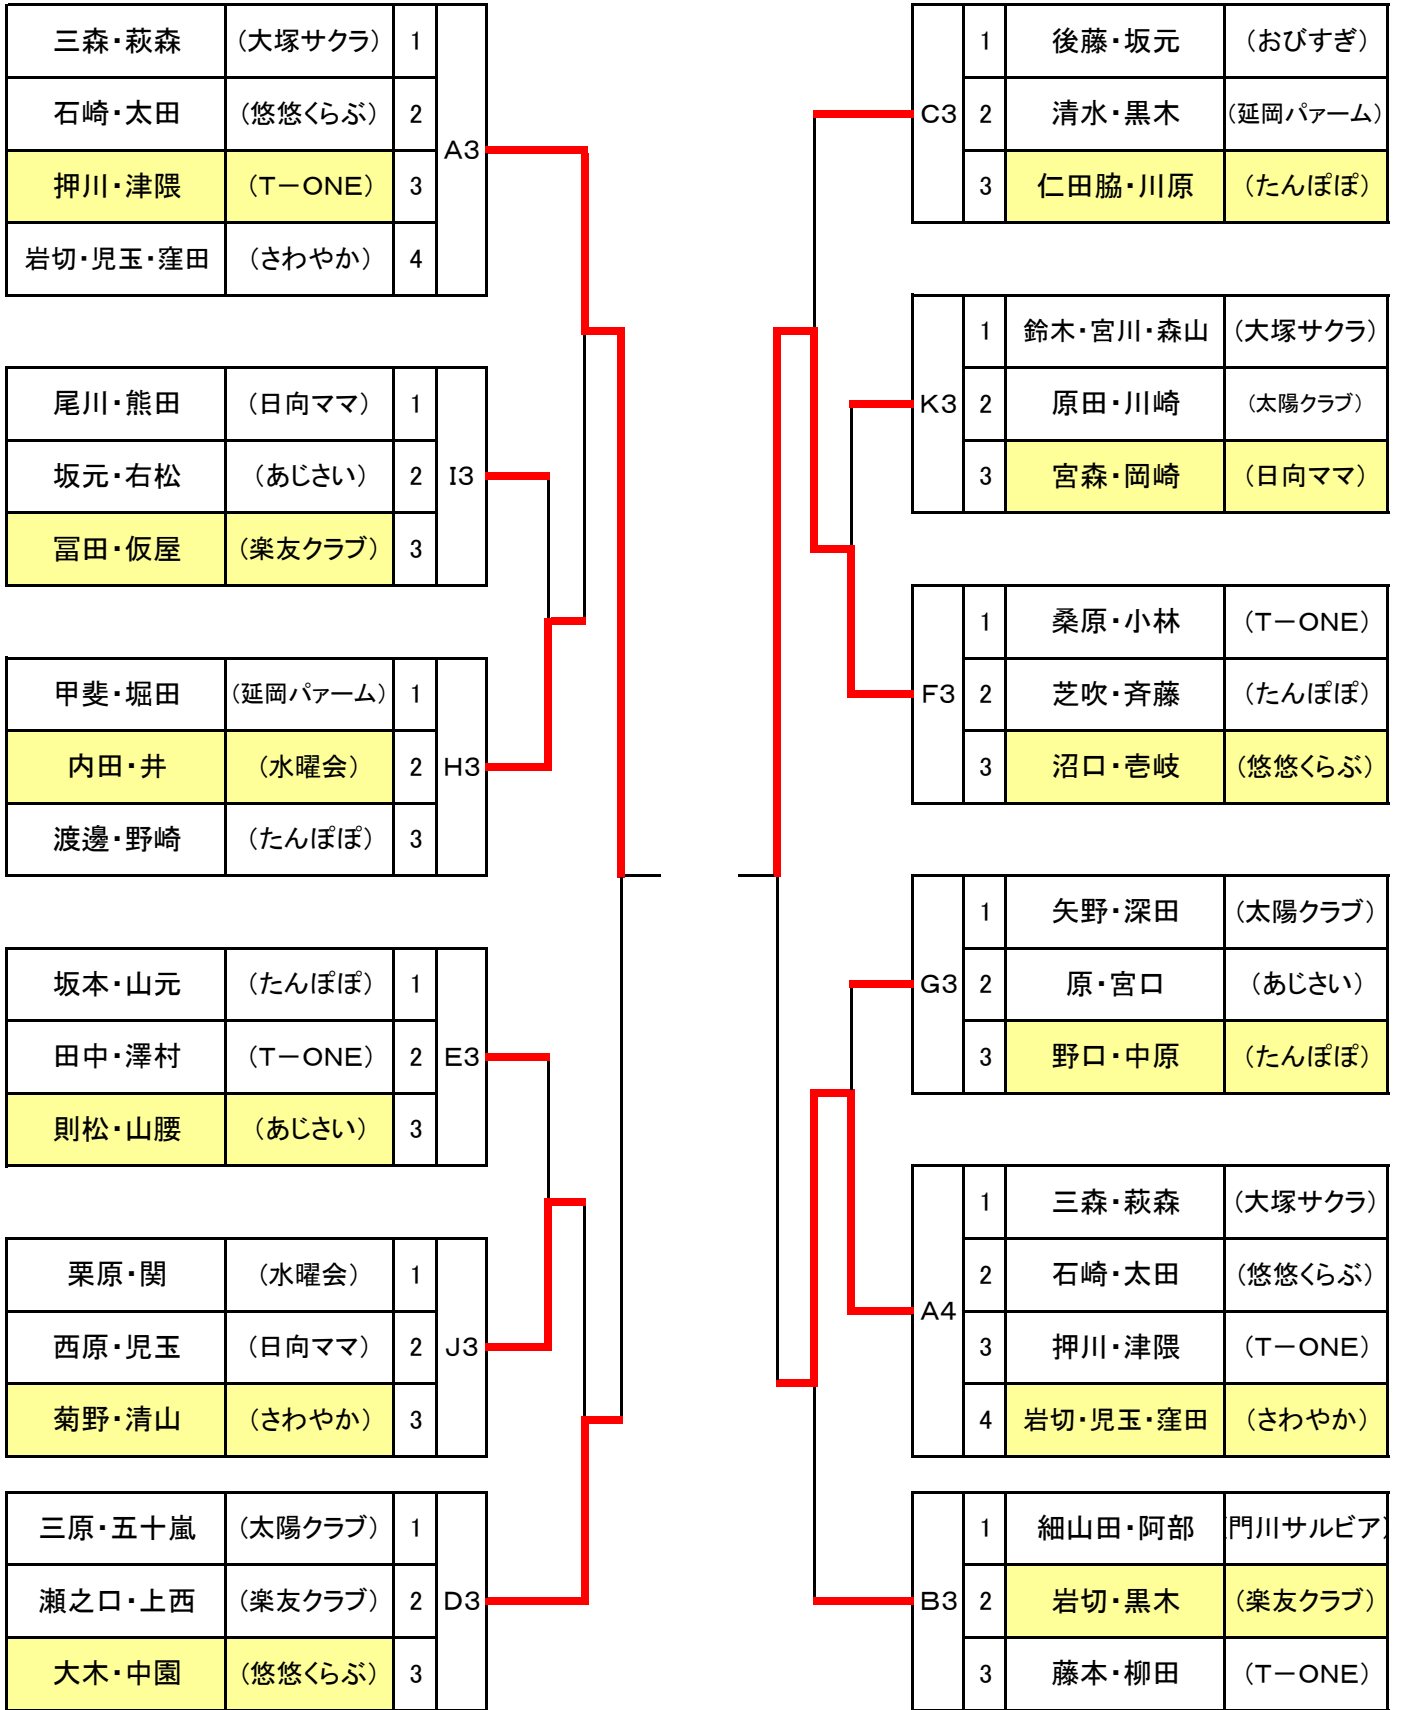 三森・萩森 (大塚サクラ) 1
石崎・太田 (悠悠くらぶ) 2
A3
押川・津隈 (T－ONE) 3
岩切・児玉・窪田 (さわやか) 4
尾川・熊田 (日向ママ) 1
坂元・右松 (あじさい) 2 I3
冨田・仮屋 (楽友クラブ) 3
甲斐・堀田 (延岡パァーム) 1
内田・井 (水曜会) 2 H3
渡邊・野崎 (たんぽぽ) 3
坂本・山元 (たんぽぽ) 1
田中・澤村 (T－ONE) 2 E3
則松・山腰 (あじさい) 3
栗原・関 (水曜会) 1
西原・児玉 (日向ママ) 2 J3
菊野・清山 (さわやか) 3
三原・五十嵐 (太陽クラブ) 1
瀬之口・上西 (楽友クラブ) 2 D3
大木・中園 (悠悠くらぶ) 3
1 後藤・坂元 (おびすぎ)
C3 2 清水・黒木 (延岡パァーム)
3 仁田脇・川原 (たんぽぽ)
1 鈴木・宮川・森山 (大塚サクラ)
K3 2 原田・川崎 (太陽クラブ)
3 宮森・岡崎 (日向ママ)
1 桑原・小林 (T－ONE)
F3 2 芝吹・斉藤 (たんぽぽ)
3 沼口・壱岐 (悠悠くらぶ)
1 矢野・深田 (太陽クラブ)
G3 2 原・宮口 (あじさい)
3 野口・中原 (たんぽぽ)
1 三森・萩森 (大塚サクラ)
2 石崎・太田 (悠悠くらぶ)
A4
3 押川・津隈 (T－ONE)
4 岩切・児玉・窪田 (さわやか)
1 細山田・阿部 (門川サルビア)
B3 2 岩切・黒木 (楽友クラブ)
3 藤本・柳田 (T－ONE)